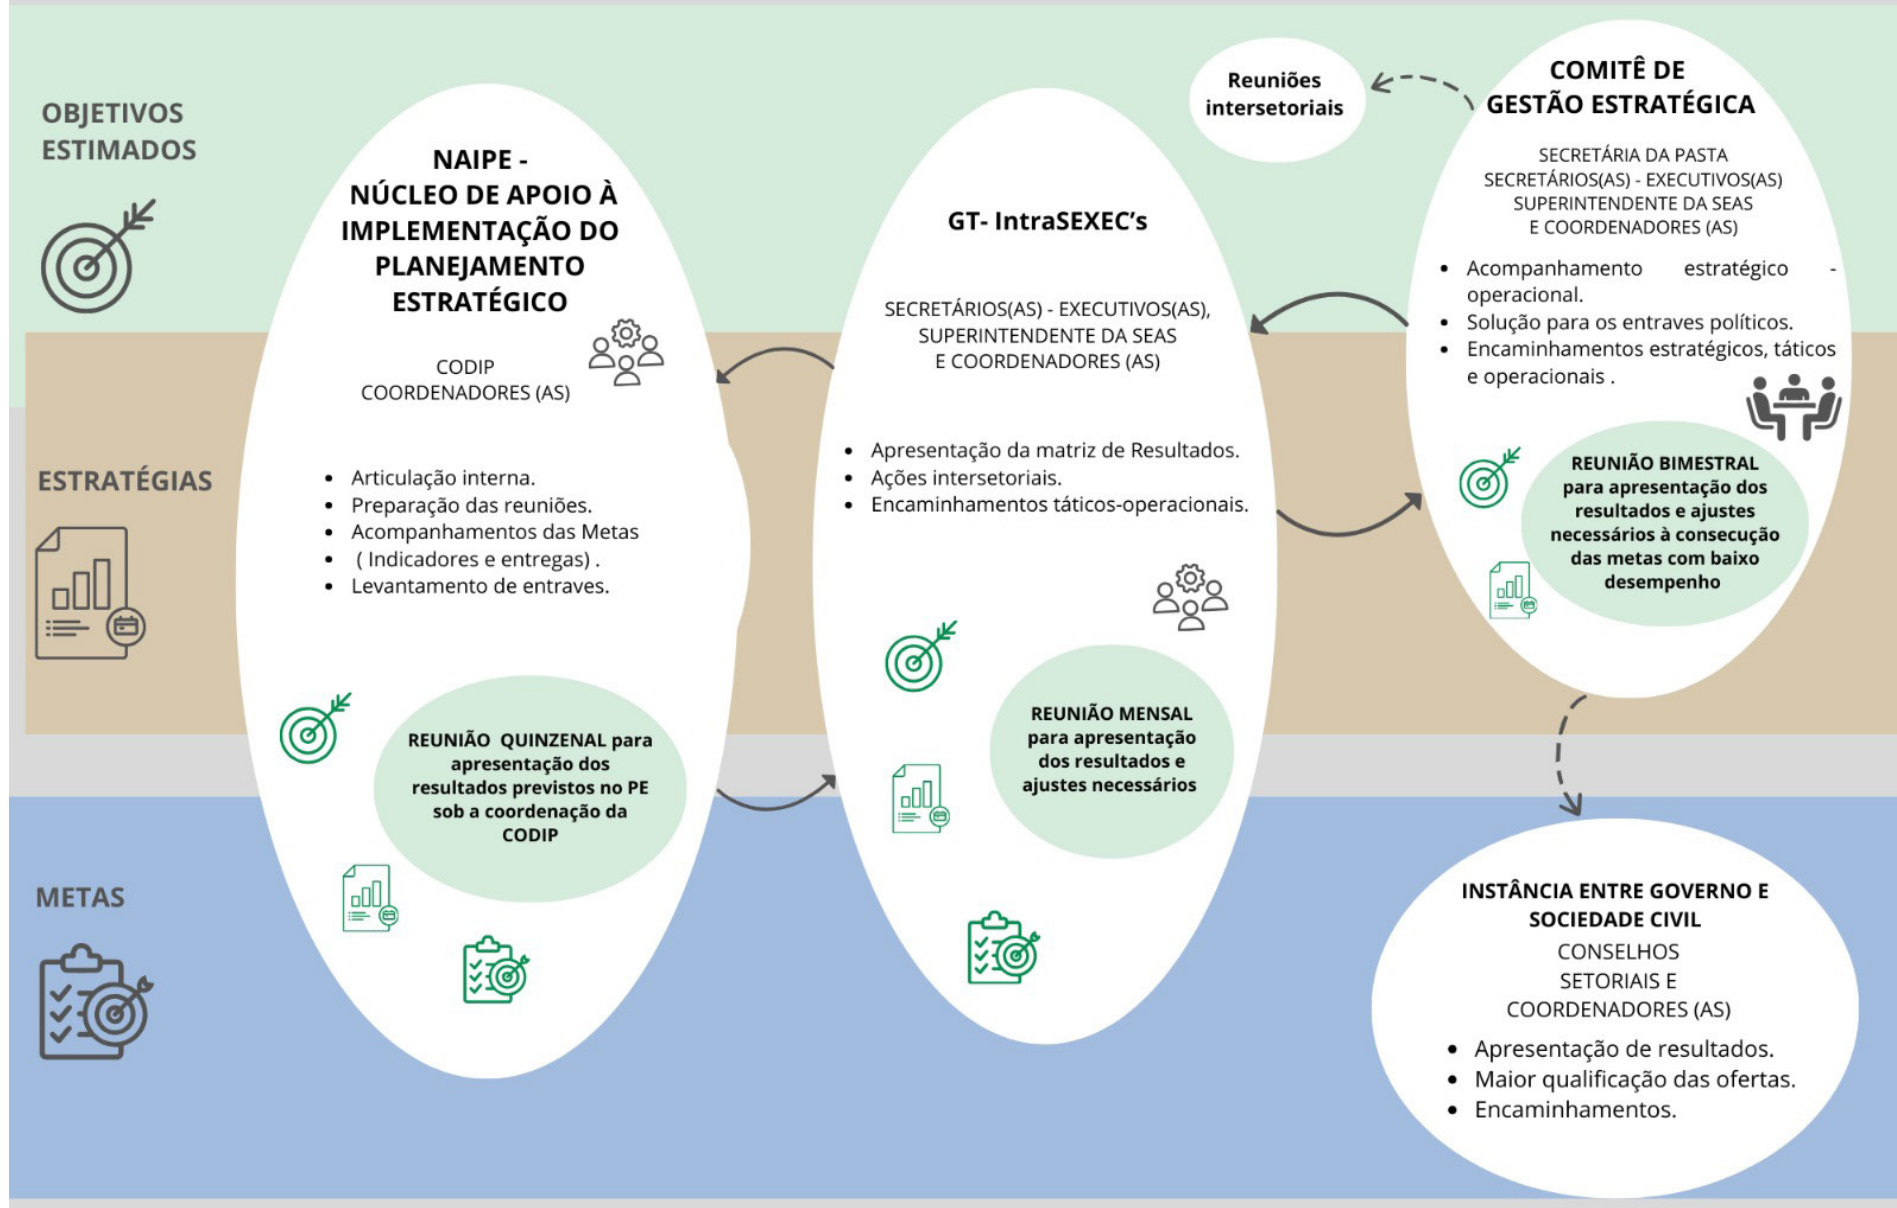 OBJETIVOS
ESTIMADOS
ESTRATÉGIAS
METAS
NAIPE -
NÚCLEO DE APOIO À
IMPLEMENTAÇÃO DO
PLANEJAMENTO
ESTRATÉGICO
CODIP
COORDENADORES (AS)
• Articulação interna.
• Preparação das reuniões.
• Acompanhamentos das Metas
• ( Indicadores e entregas) .
• Levantamento de entraves.
REUNIÃO QUINZENAL para
apresentação dos
resultados previstos no PE
sob a coordenação da
CODIP
GT- IntraSEXEC's
SECRETÁRIOS(AS) - EXECUTIVOS(AS),
SUPERINTENDENTE DA SEAS
E COORDENADORES (AS)
• Apresentação da matriz de Resultados.
• Ações intersetoriais.
• Encaminhamentos táticos-operacionais.
REUNIÃO MENSAL
para apresentação
dos resultados e
ajustes necessários
Reuniões
intersetoriais
COMITÊ DE
GESTÃO ESTRATÉGICA
SECRETÁRIA DA PASTA
SECRETÁRIOS(AS) - EXECUTIVOS(AS)
SUPERINTENDENTE DA SEAS
E COORDENADORES (AS)
• Acompanhamento estratégico -
operacional.
• Solução para os entraves políticos.
• Encaminhamentos estratégicos, táticos
e operacionais .
REUNIÃO BIMESTRAL
para apresentação dos
resultados e ajustes
necessários à consecução
das metas com baixo
desempenho
INSTÂNCIA ENTRE GOVERNO E
SOCIEDADE CIVIL
CONSELHOS
SETORIAIS E
COORDENADORES (AS)
• Apresentação de resultados.
• Maior qualificação das ofertas.
• Encaminhamentos.